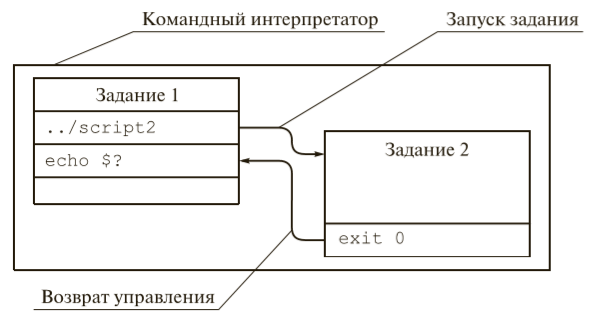 Командный интерпретатор
Запуск задания
Задание 1
../script2
echo $?
Задание 2
exit 0
Возврат управления